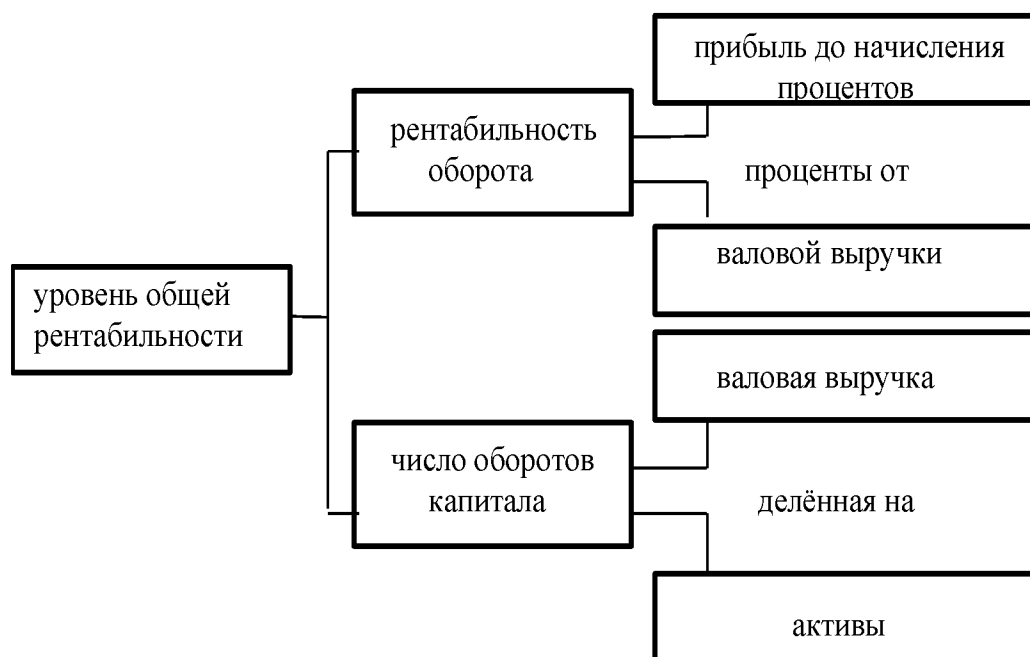 прибыль до начисления
процентов
рентабильность
оборота
проценты от
валовой выручки
уровень общей
рентабильности
валовая выручка
число оборотов
капитала
делённая на
активы